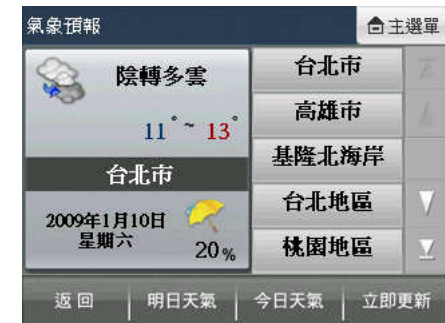 氣象預報
主選單
陰轉多雲
11° ~ 13°
台北市
2009年1月10日
星期六
20%
台北市
高雄市
基隆北海岸
台北地區
桃園地區
返回
明日天氣
今日天氣
立即更新